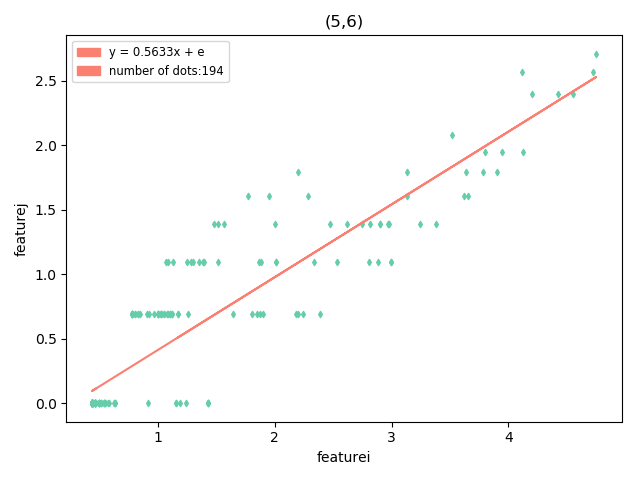 (5,6)
y = 0.5633x + e
number of dots:194
featurej
2.5
2.0
1.5
1.0
0.5
0.0
1
2
3
4
featurei